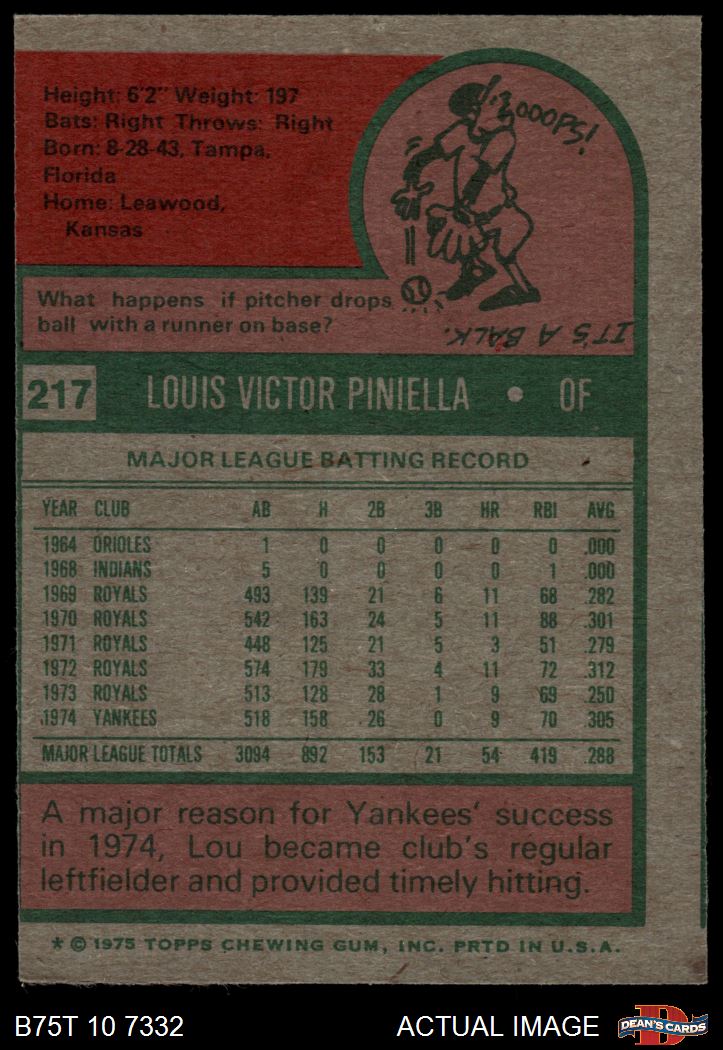 Height: 6'2" Weight: 197
Bats: Right Throws: Right
Born: 8-28-43, Tampa,
Florida
Home: Leawood,
Kansas
OOOPS!
What happens if pitcher drops
ball with a runner on base?
IT'S A BALK.
217 LOUIS VICTOR PINIELLA • OF
MAJOR LEAGUE BATTING RECORD
YEAR CLUB AB H 2B 3B HR RBI AVG
1964 ORIOLES 1 0 0 0 0 0 .000
1968 INDIANS 5 0 0 0 0 1 .000
1969 ROYALS 493 139 21 6 11 68 .282
1970 ROYALS 542 163 24 5 11 88 .301
1971 ROYALS 448 125 21 5 3 51 .279
1972 ROYALS 574 179 33 4 11 72 .312
1973 ROYALS 513 128 28 1 9 69 .250
1974 YANKEES 518 158 26 0 9 70 .305
MAJOR LEAGUE TOTALS 3094 892 153 21 54 419 .288
A major reason for Yankees' success
in 1974, Lou became club's regular
leftfielder and provided timely hitting.
* © 1975 TOPPS CHEWING GUM, INC. PRTD IN U.S.A.
B75T 10 7332 ACTUAL IMAGE DEAN'S CARDS